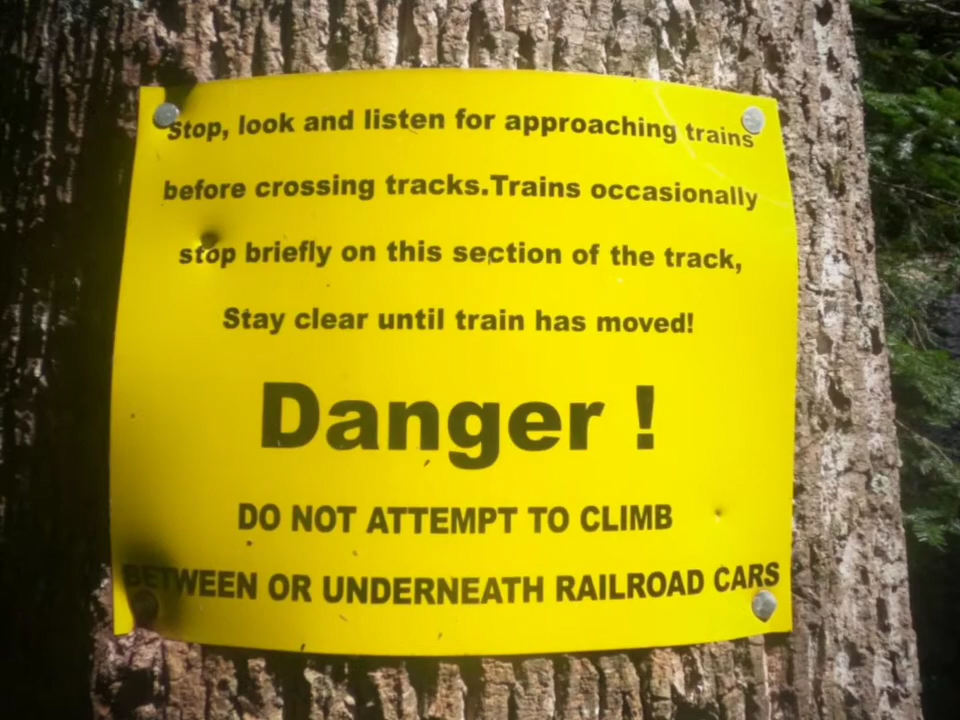 Stop, look and listen for approaching trains
before crossing tracks.Trains occasionally
stop briefly on this section of the track,
Stay clear until train has moved!
Danger !
DO NOT ATTEMPT TO CLIMB
BETWEEN OR UNDERNEATH RAILROAD CARS